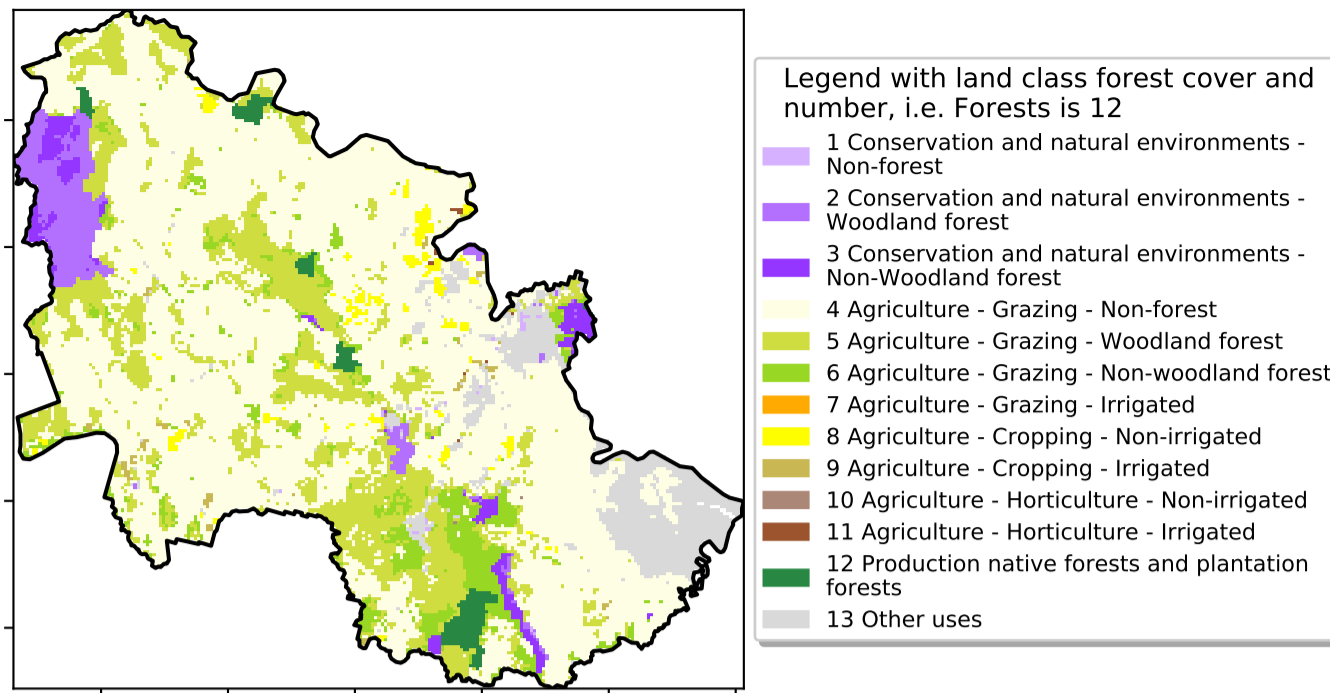 Legend with land class forest cover and
number, i.e. Forests is 12
1 Conservation and natural environments -
Non-forest
2 Conservation and natural environments -
Woodland forest
3 Conservation and natural environments -
Non-Woodland forest
4 Agriculture - Grazing - Non-forest
5 Agriculture - Grazing - Woodland forest
6 Agriculture - Grazing - Non-woodland forest
7 Agriculture - Grazing - Irrigated
8 Agriculture - Cropping - Non-irrigated
9 Agriculture - Cropping - Irrigated
10 Agriculture - Horticulture - Non-irrigated
11 Agriculture - Horticulture - Irrigated
12 Production native forests and plantation
forests
13 Other uses